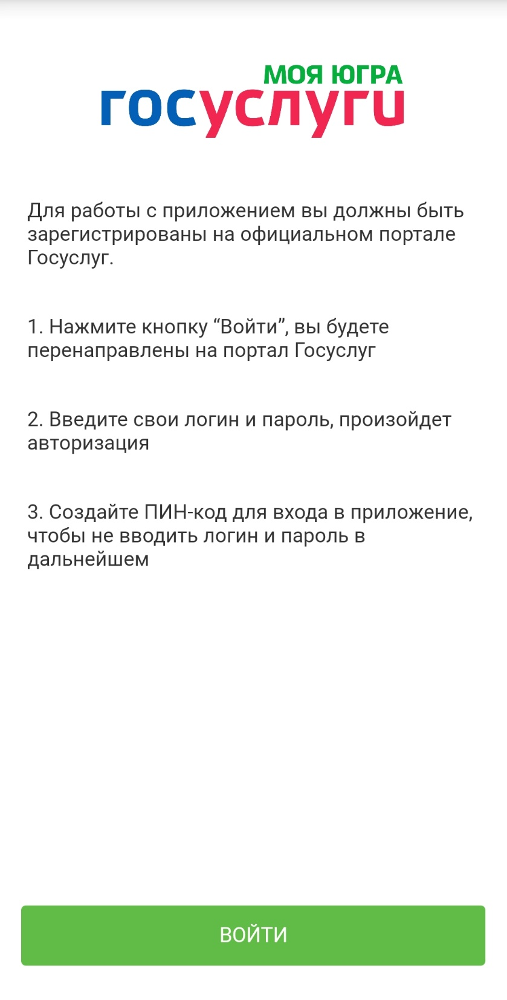 МОЯ ЮГРА
госуслуги
Для работы с приложением вы должны быть
зарегистрированы на официальном портале
Госуслуг.
1. Нажмите кнопку “Войти”, вы будете
перенаправлены на портал Госуслуг
2. Введите свои логин и пароль, произойдет
авторизация
3. Создайте ПИН-код для входа в приложение,
чтобы не вводить логин и пароль в
дальнейшем
ВОЙТИ